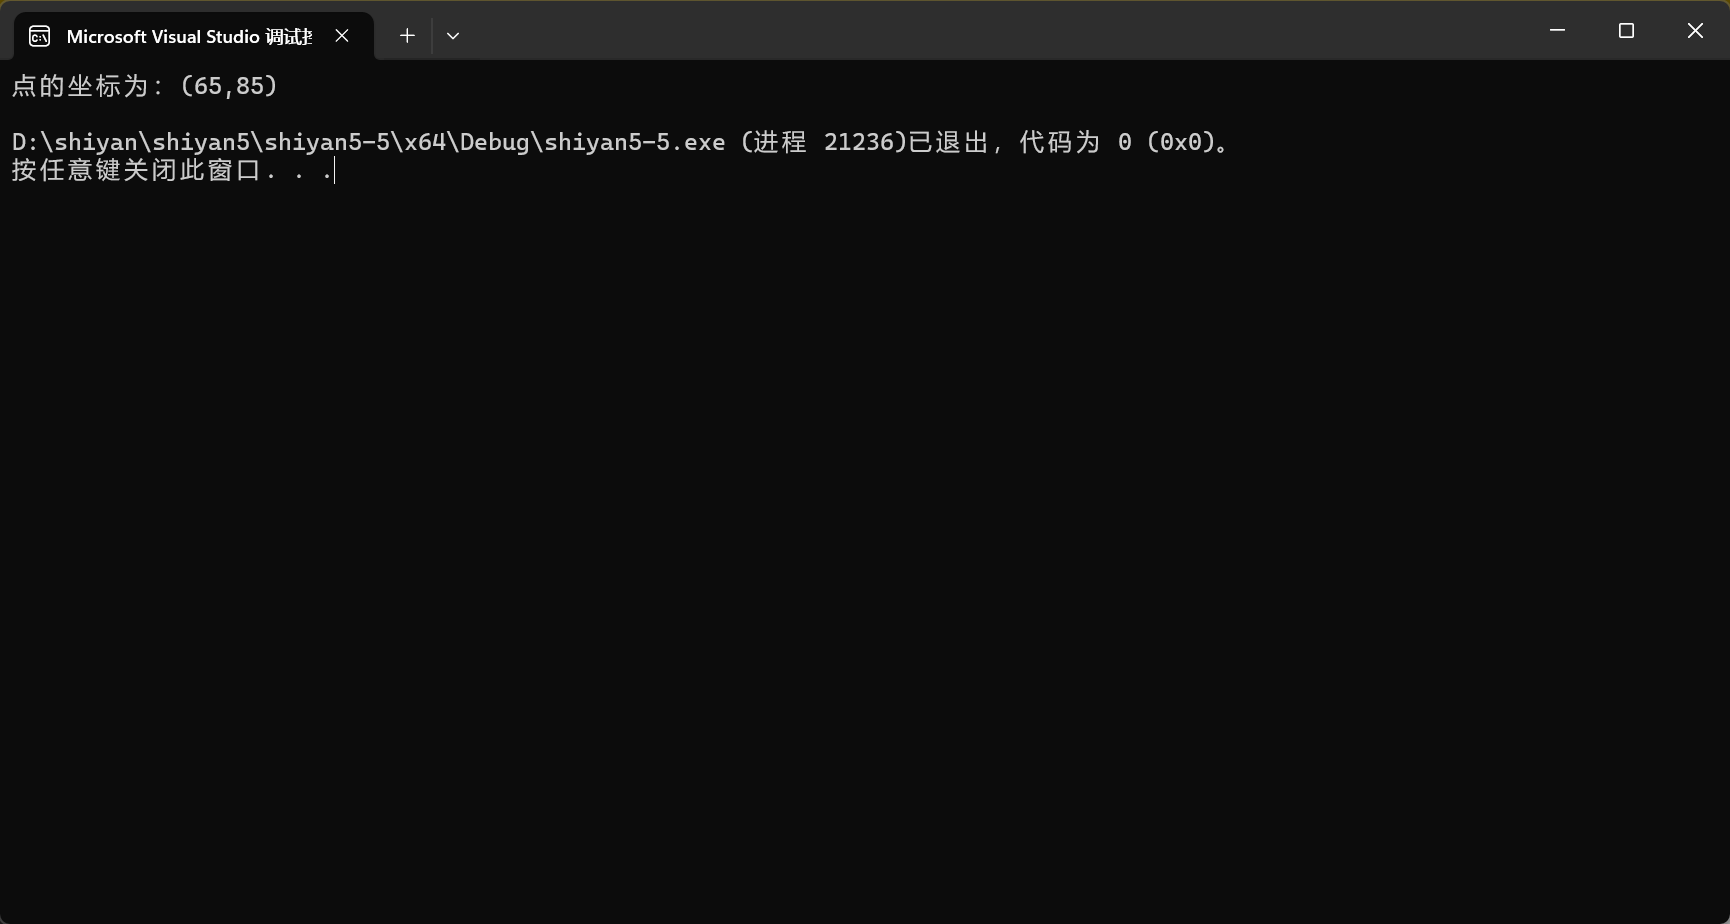 Microsoft Visual Studio 调试
点的坐标为：(65,85)
D:\shiyan\shiyan5\shiyan5-5\x64\Debug\shiyan5-5.exe (进程 21236)已退出，代码为 0 (0x0)。
按任意键关闭此窗口. . .